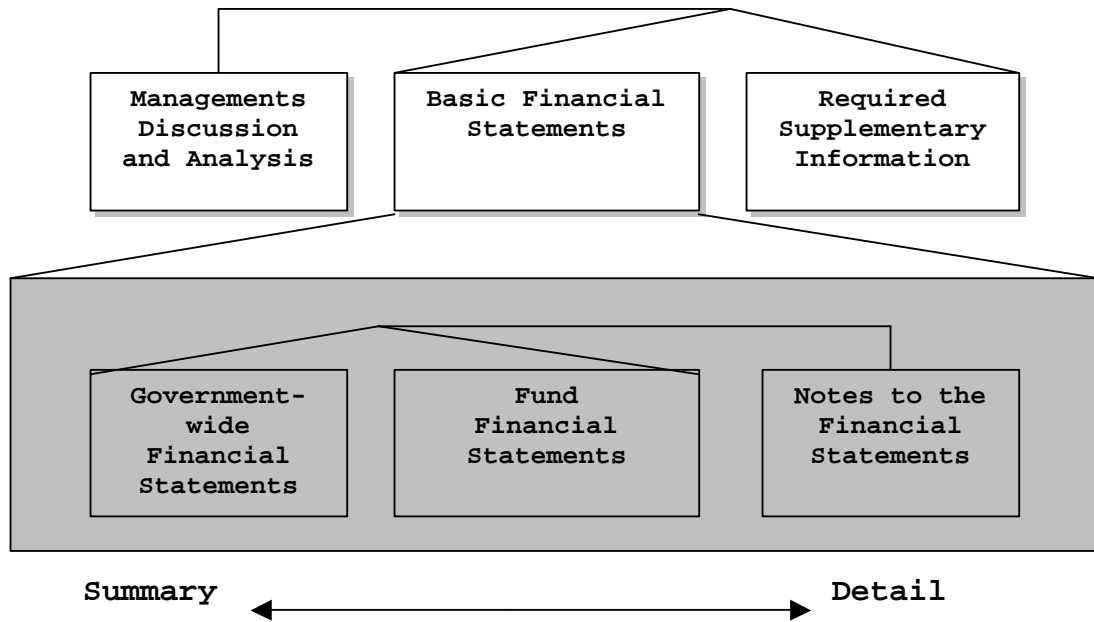 Managements
Discussion
and Analysis
Basic Financial
Statements
Required
Supplementary
Information
Government-
wide
Financial
Statements
Fund
Financial
Statements
Notes to the
Financial
Statements
Summary
Detail